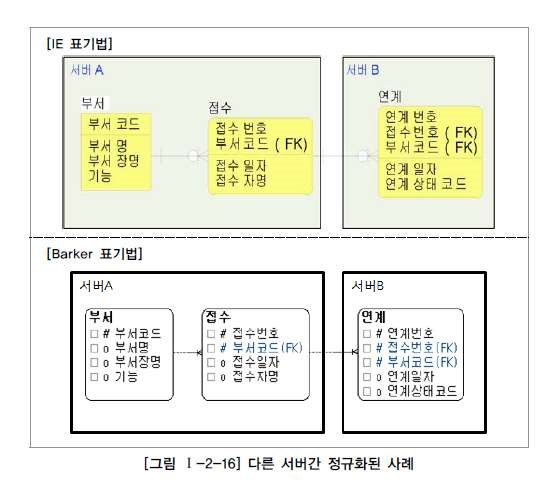 [IE 표기법]
서버 A
서버 B
부서
부서 코드
부서 명
부서 장명
기능
접수
접수 번호
부서코드 ( FK)
접수 일자
접수 자명
연계
연계 번호
접수번호 ( FK)
부서코드 ( FK)
연계 일자
연계 상태 코드
[Barker 표기법]
서버A
서버B
부서
# 부서코드
o 부서명
o 부서장명
o 기능
접수
# 접수번호
# 부서코드(FK)
o 접수일자
o 접수자명
연계
# 연계번호
# 접수번호(FK)
# 부서코드(FK)
o 연계일자
o 연계상태코드
[그림 Ⅰ-2-16] 다른 서버간 정규화된 사례